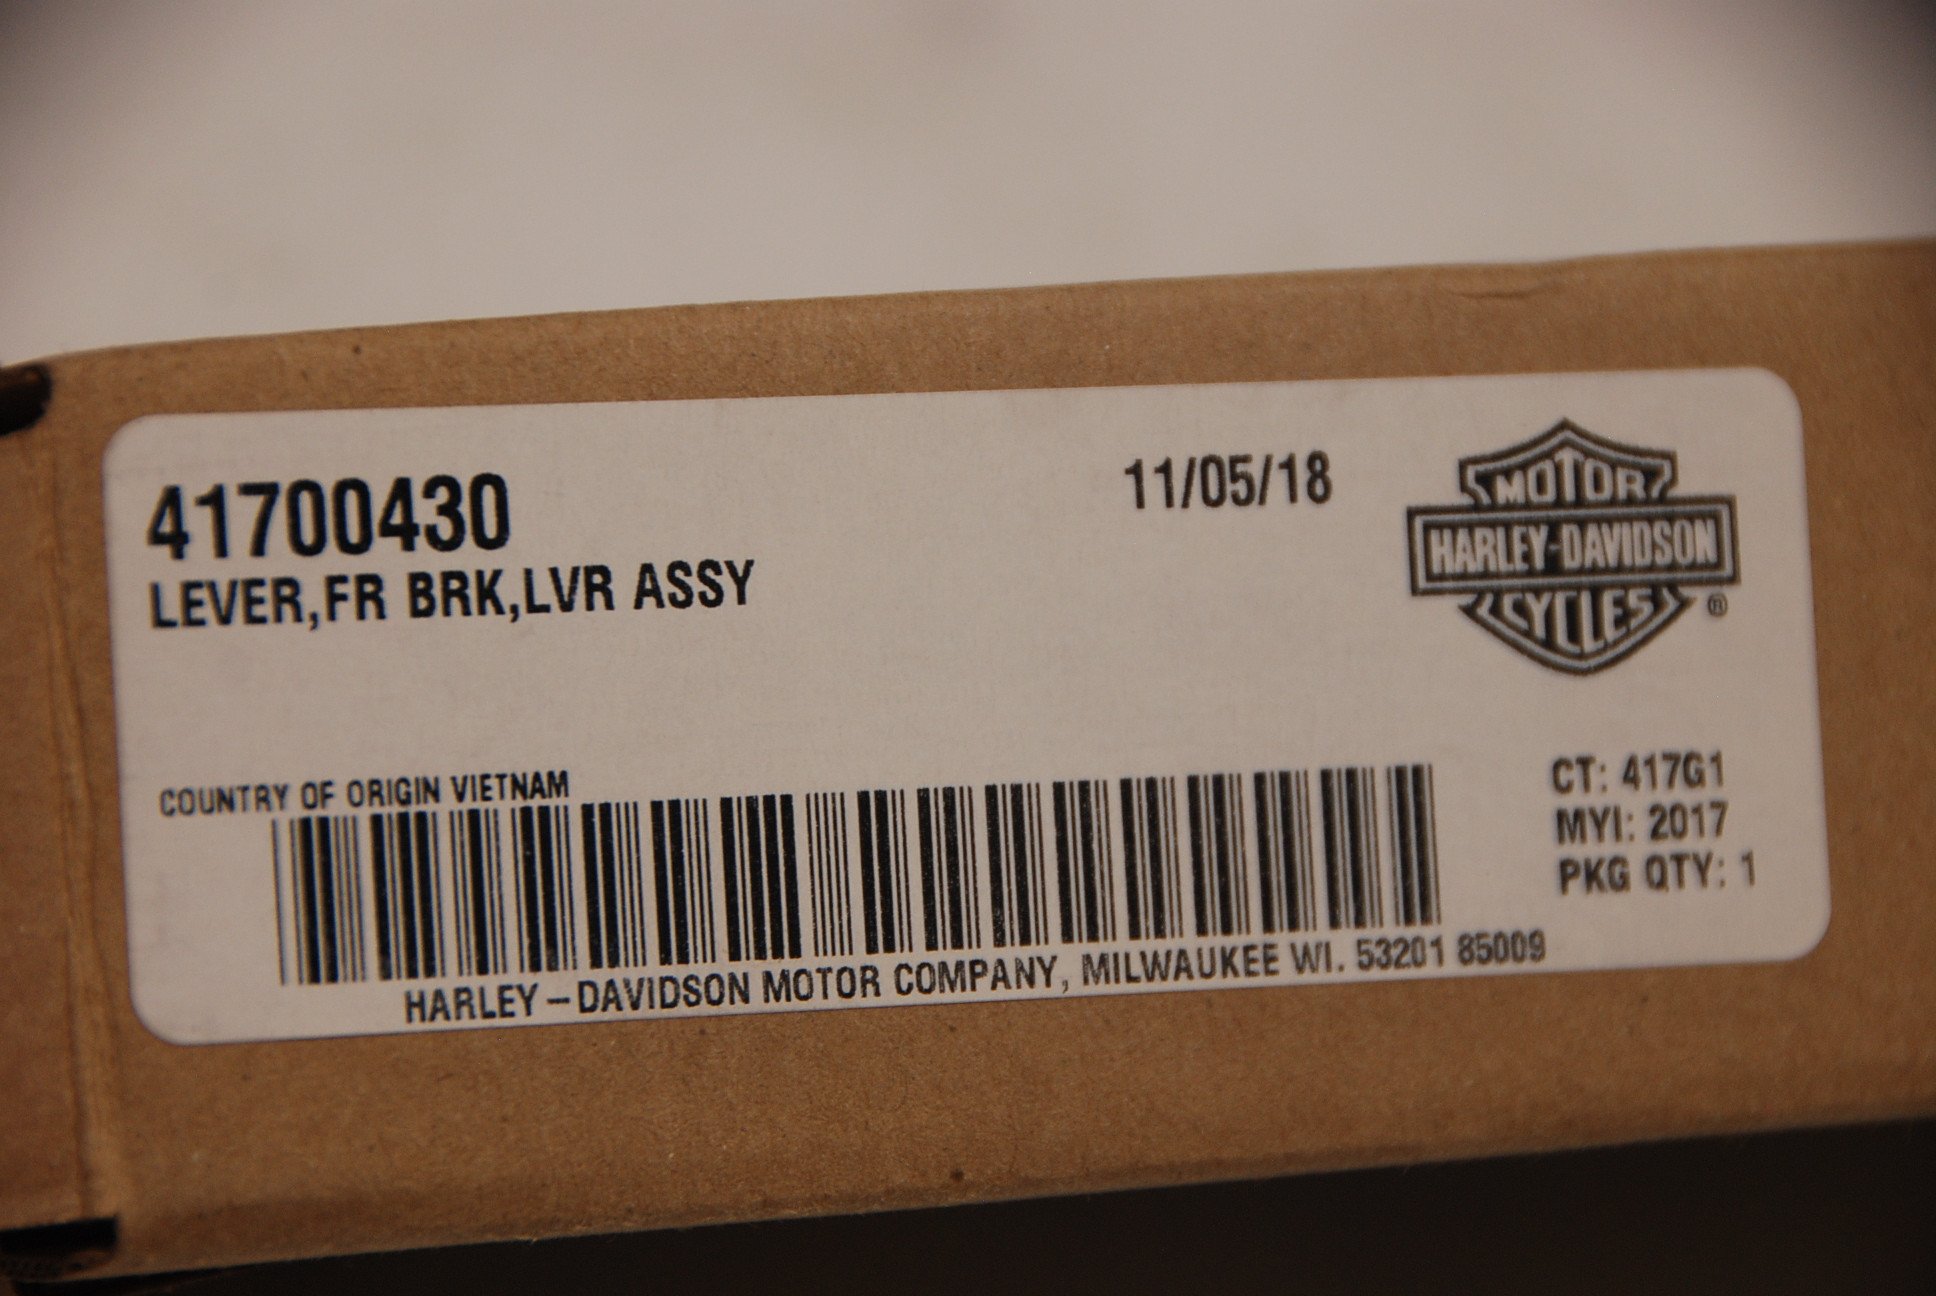 41700430
11/05/18
LEVER,FR BRK,LVR ASSY
MOTOR
HARLEY-DAVIDSON
CYCLES
®
COUNTRY OF ORIGIN VIETNAM
CT: 417G1
MYI: 2017
PKG QTY: 1
HARLEY-DAVIDSON MOTOR COMPANY, MILWAUKEE WI. 53201 85009